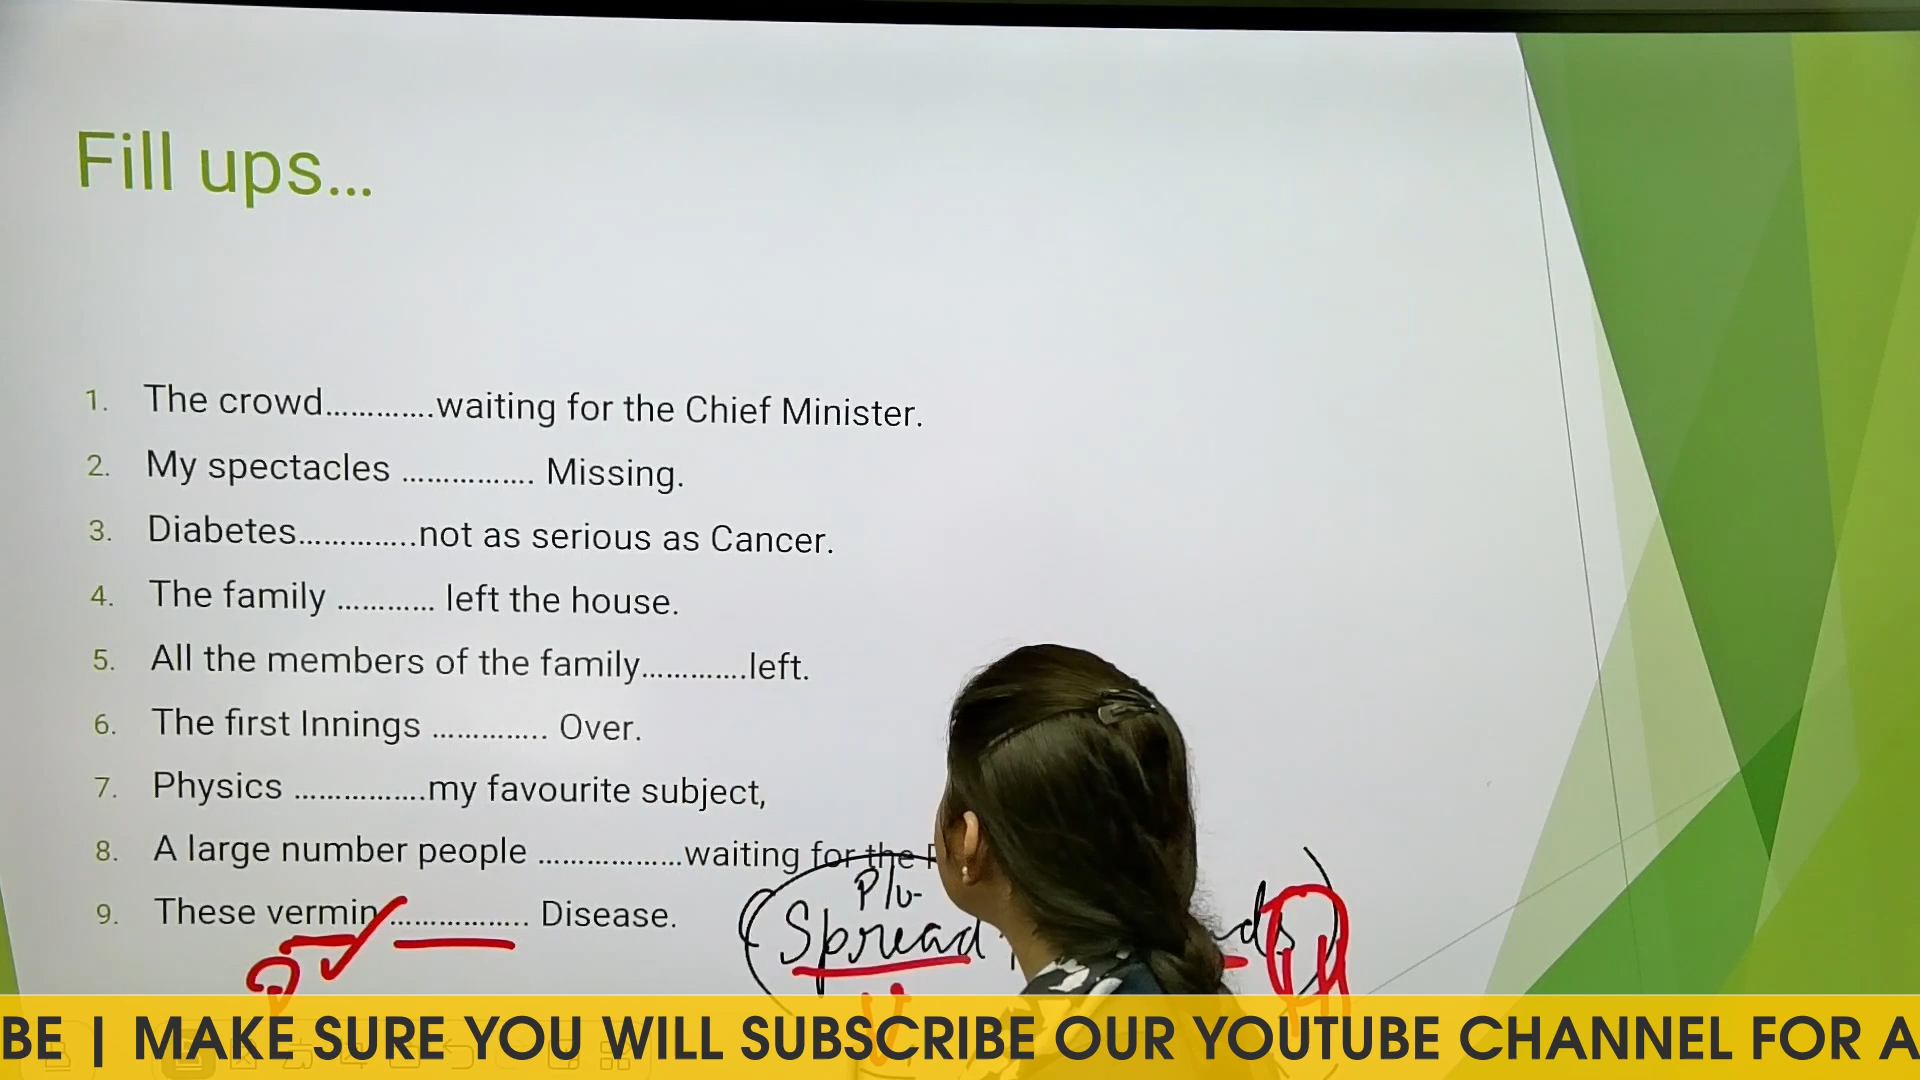 Fill ups...
1. The crowd.............waiting for the Chief Minister.
2. My spectacles ................ Missing.
3. Diabetes..............not as serious as Cancer.
4. The family ............ left the house.
5. All the members of the family.............left.
6. The first Innings .............. Over.
7. Physics ................my favourite subject,
8. A large number people .................waiting for the
9. These vermin ................. Disease.
Plu-
(Spread
BE | MAKE SURE YOU WILL SUBSCRIBE OUR YOUTUBE CHANNEL FOR A